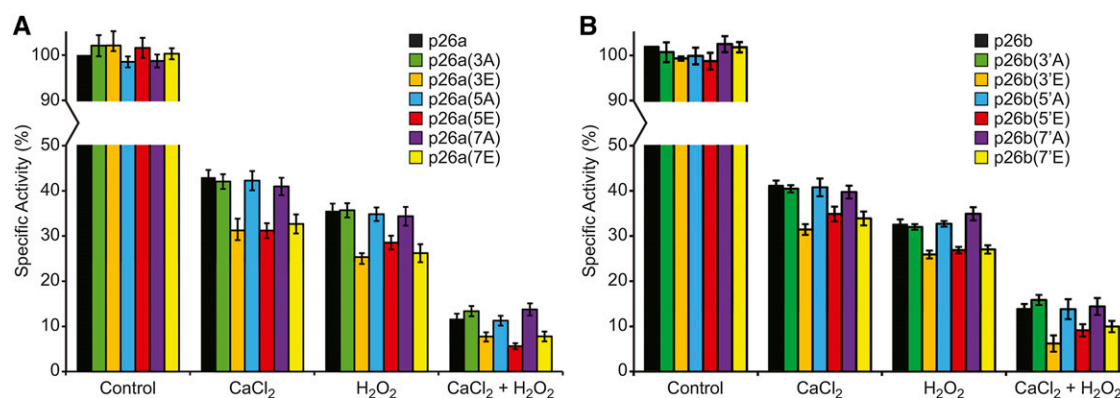 A
Specific Activity (%)
100
90
50
40
30
20
10
0
p26a
p26a(3A)
p26a(3E)
p26a(5A)
p26a(5E)
p26a(7A)
p26a(7E)
Control
CaCl₂
H₂O₂
CaCl₂ + H₂O₂
B
Specific Activity (%)
100
90
50
40
30
20
10
0
p26b
p26b(3'A)
p26b(3'E)
p26b(5'A)
p26b(5'E)
p26b(7'A)
p26b(7'E)
Control
CaCl₂
H₂O₂
CaCl₂ + H₂O₂